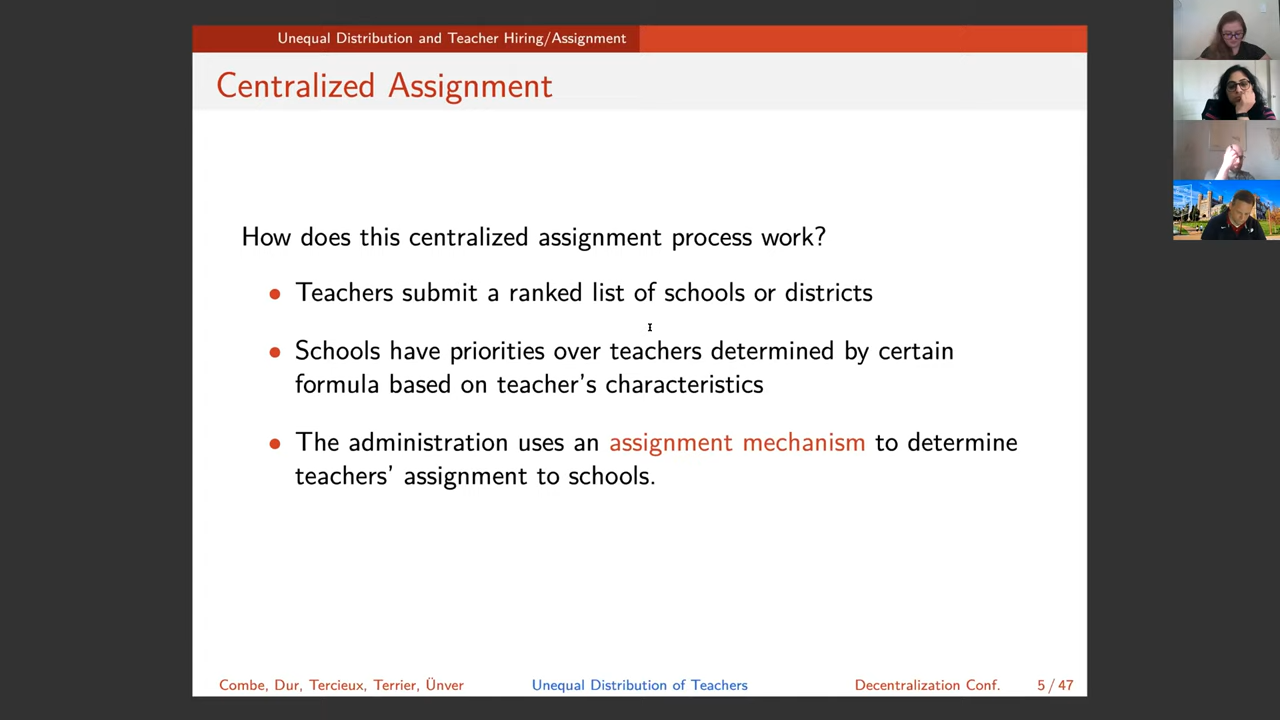 Unequal Distribution and Teacher Hiring/Assignment
Centralized Assignment
How does this centralized assignment process work?
• Teachers submit a ranked list of schools or districts
• Schools have priorities over teachers determined by certain
formula based on teacher's characteristics
• The administration uses an assignment mechanism to determine
teachers' assignment to schools.
Combe, Dur, Tercieux, Terrier, Ünver Unequal Distribution of Teachers Decentralization Conf. 5 / 47